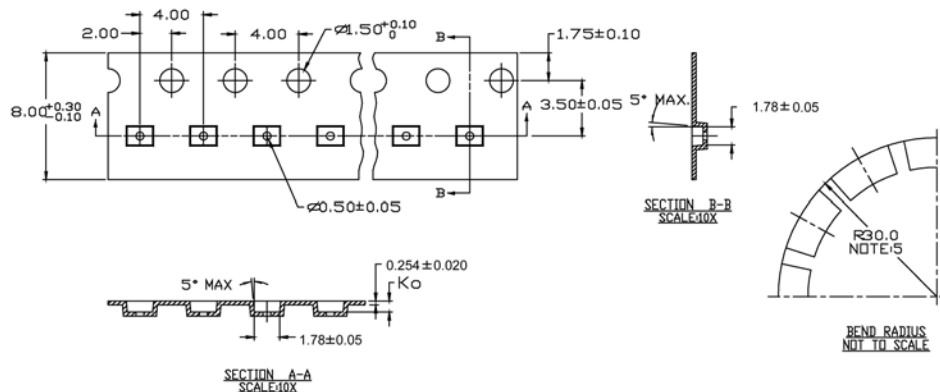 4.00
2.00
4.00
Ø1.50+0.10 0
B
1.75±0.10
8.00+0.30 -0.10
A
A
3.50±0.05
5° MAX.
1.78±0.05
B
Ø0.50±0.05
SECTION B-B
SCALE:10X
R30.0
NOTE:5
5° MAX
0.254±0.020
Ko
1.78±0.05
BEND RADIUS
NOT TO SCALE
SECTION A-A
SCALE:10X